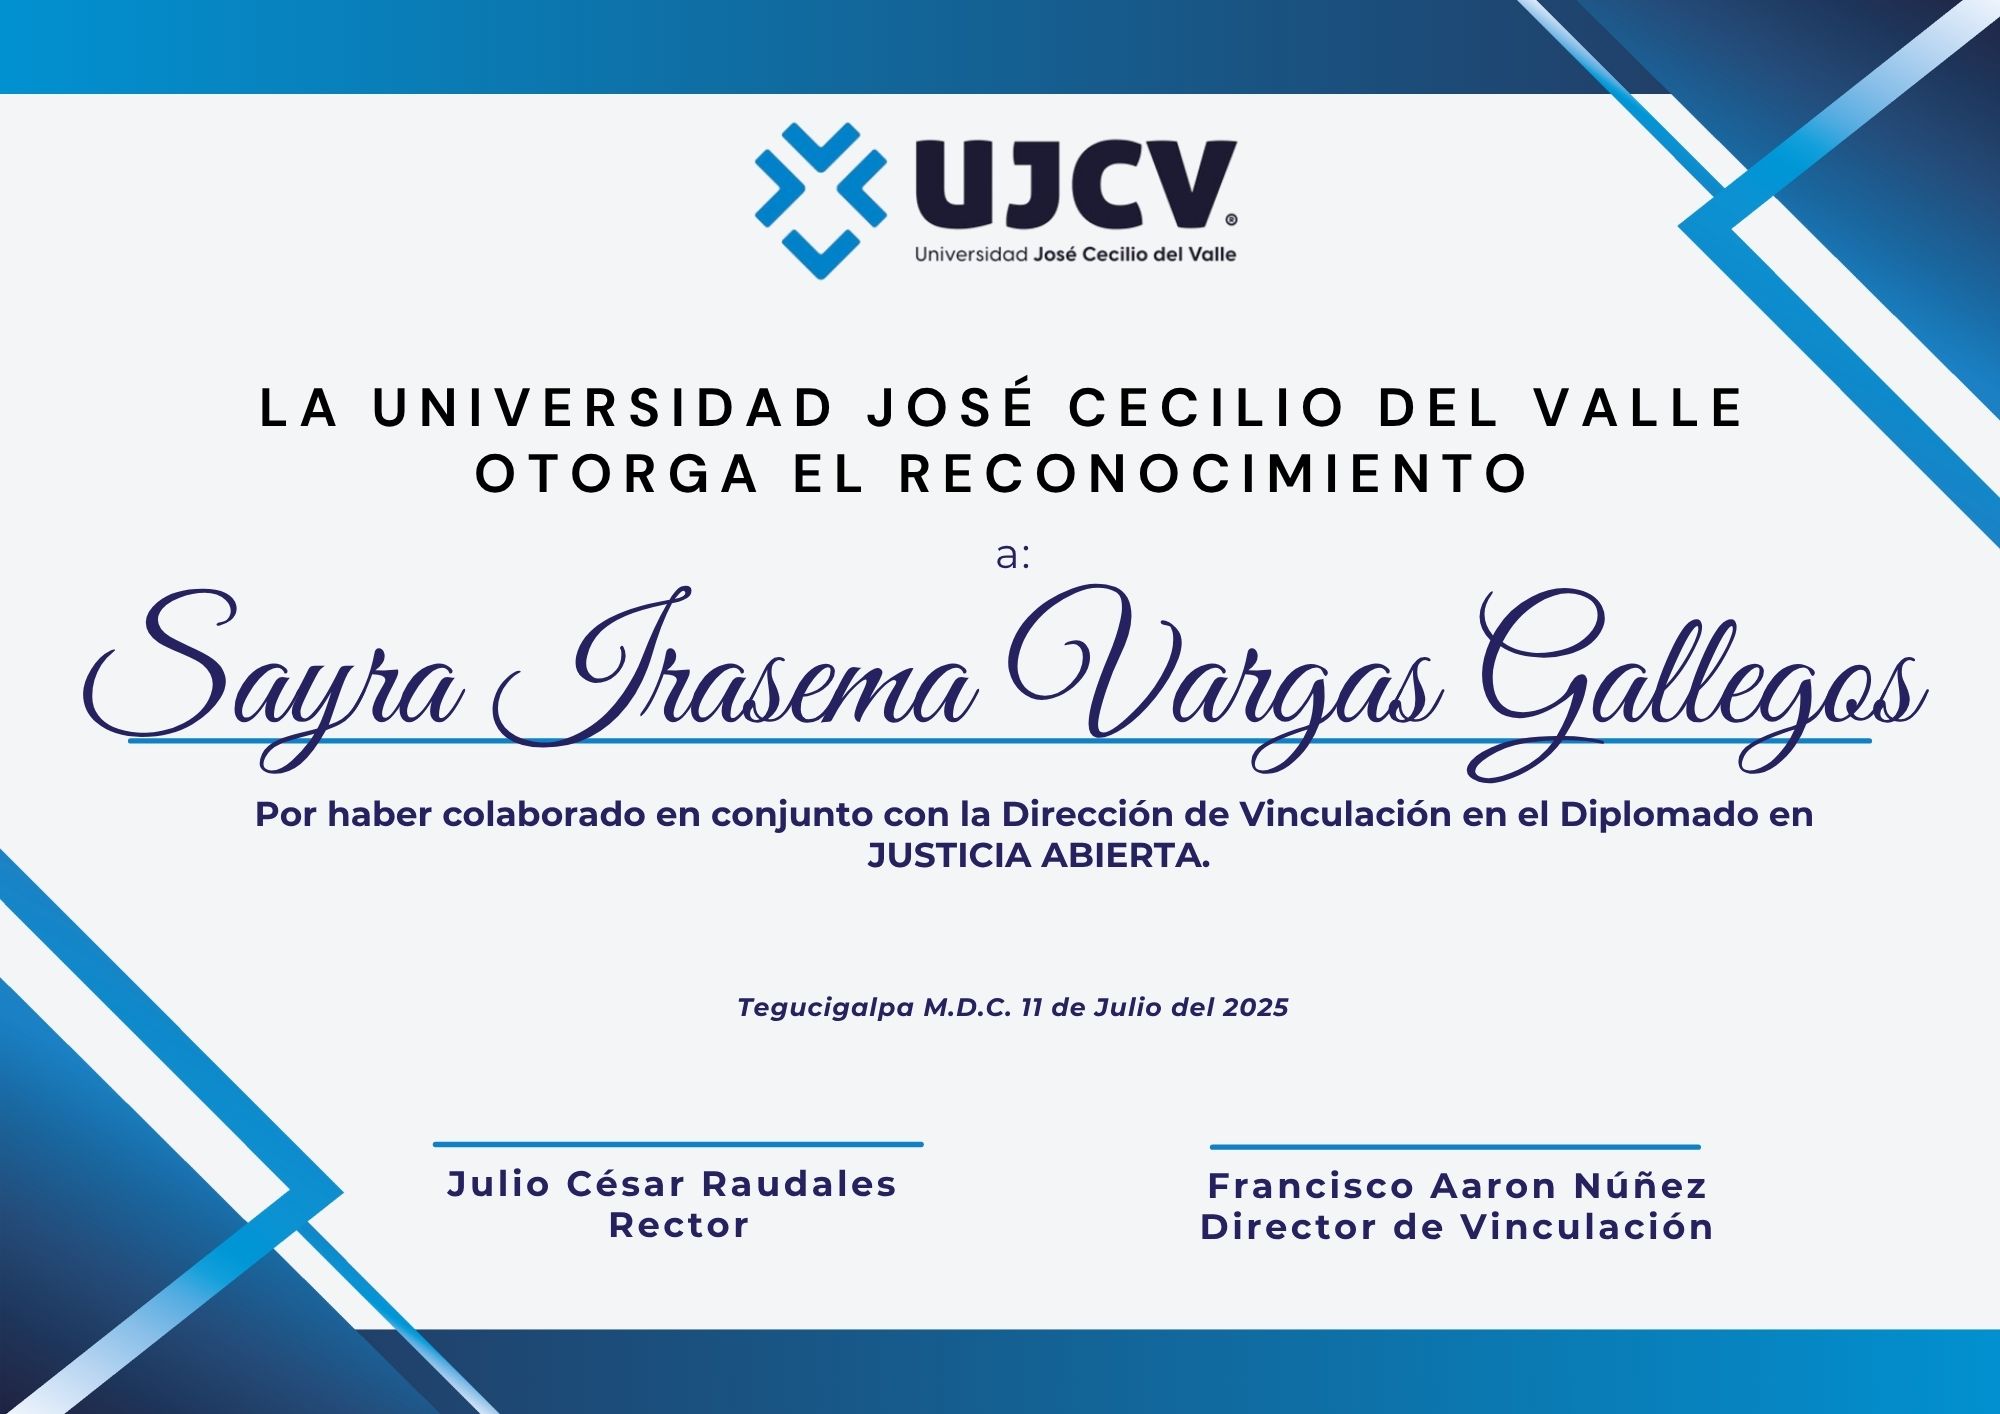 UJCV®
Universidad José Cecilio del Valle
LA UNIVERSIDAD JOSÉ CECILIO DEL VALLE
OTORGA EL RECONOCIMIENTO
a:
Sayra Irasema Vargas Gallegos
Por haber colaborado en conjunto con la Dirección de Vinculación en el Diplomado en
JUSTICIA ABIERTA.
Tegucigalpa M.D.C. 11 de Julio del 2025
Julio César Raudales
Rector
Francisco Aaron Núñez
Director de Vinculación